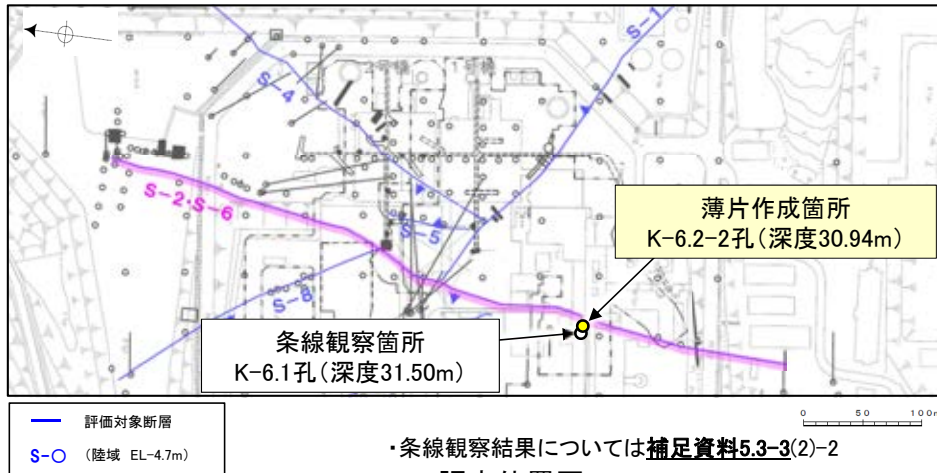 S-1
S-4
S-2・S-6
S-5
S-8
薄片作成箇所
K-6.2-2孔(深度30.94m)
条線観察箇所
K-6.1孔(深度31.50m)
評価対象断層
S-○ (陸域 EL-4.7m)
0 50 100m
・条線観察結果については補足資料5.3-3(2)-2